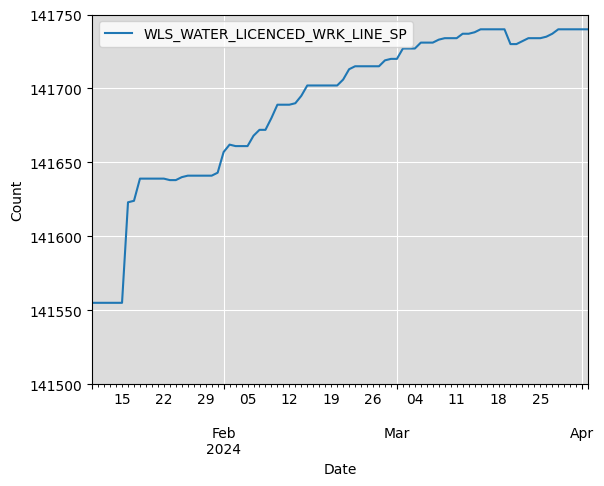 WLS_WATER_LICENCED_WRK_LINE_SP
141750
141700
141650
141600
141550
141500
Count
15 22 29 05 12 19 26 04 11 18 25
Feb Mar Apr
2024
Date